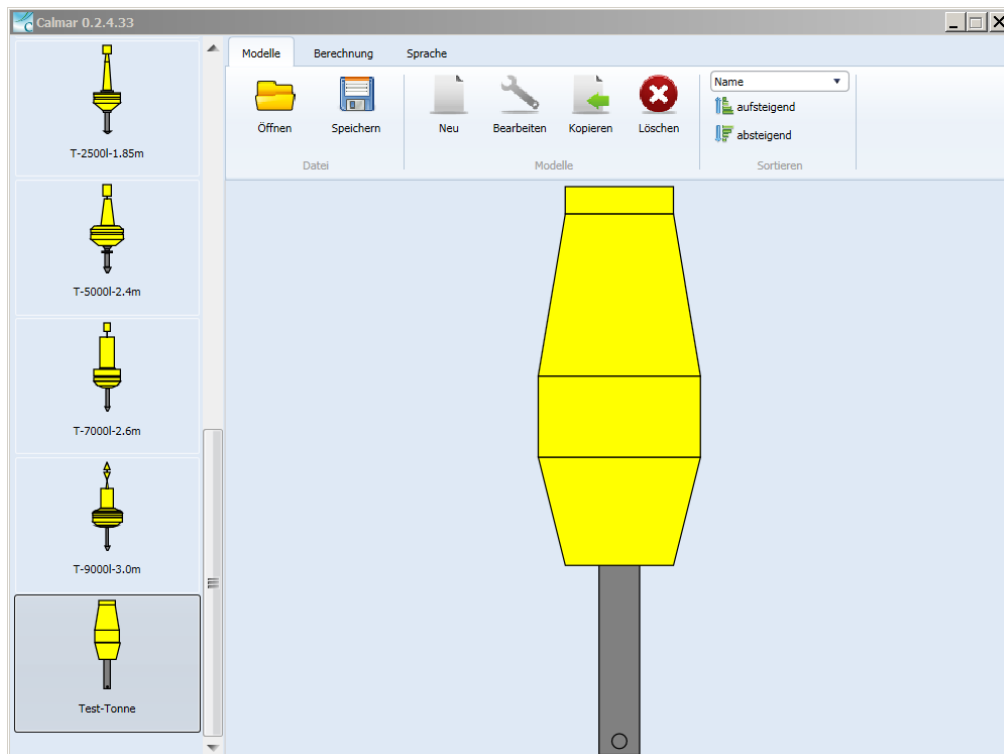 Calmar 0.2.4.33
Modelle Berechnung Sprache
Öffnen Speichern
Datei
Neu Bearbeiten Kopieren Löschen
Modelle
Name
aufsteigend
absteigend
Sortieren
T-2500l-1.85m
T-5000l-2.4m
T-7000l-2.6m
T-9000l-3.0m
Test-Tonne